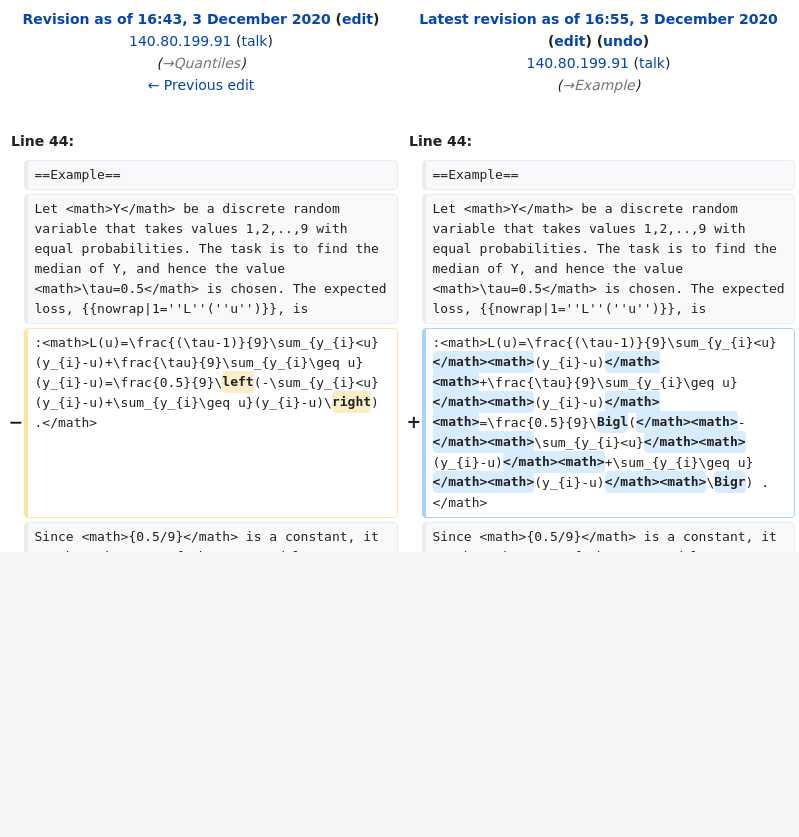 Revision as of 16:43, 3 December 2020 (edit)
140.80.199.91 (talk)
(→Quantiles)
← Previous edit
Latest revision as of 16:55, 3 December 2020
(edit) (undo)
140.80.199.91 (talk)
(→Example)
Line 44:
Line 44:
==Example==
==Example==
Let <math>Y</math> be a discrete random
variable that takes values 1,2,..,9 with
equal probabilities. The task is to find the
median of Y, and hence the value
<math>\tau=0.5</math> is chosen. The expected
loss, {{nowrap|1=''L''(''u'')}}, is
Let <math>Y</math> be a discrete random
variable that takes values 1,2,..,9 with
equal probabilities. The task is to find the
median of Y, and hence the value
<math>\tau=0.5</math> is chosen. The expected
loss, {{nowrap|1=''L''(''u'')}}, is
−
:<math>L(u)=\frac{(\tau-1)}{9}\sum_{y_{i}<u}
(y_{i}-u)+\frac{\tau}{9}\sum_{y_{i}\geq u}
(y_{i}-u)=\frac{0.5}{9}\left(-\sum_{y_{i}<u}
(y_{i}-u)+\sum_{y_{i}\geq u}(y_{i}-u)\right)
.</math>
+
:<math>L(u)=\frac{(\tau-1)}{9}\sum_{y_{i}<u}
</math><math>(y_{i}-u)</math>
<math>+\frac{\tau}{9}\sum_{y_{i}\geq u}
</math><math>(y_{i}-u)</math>
<math>=\frac{0.5}{9}\Bigl(</math><math>-
</math><math>\sum_{y_{i}<u}</math><math>
(y_{i}-u)</math><math>+\sum_{y_{i}\geq u}
</math><math>(y_{i}-u)</math><math>\Bigr) .
</math>
Since <math>{0.5/9}</math> is a constant, it
Since <math>{0.5/9}</math> is a constant, it